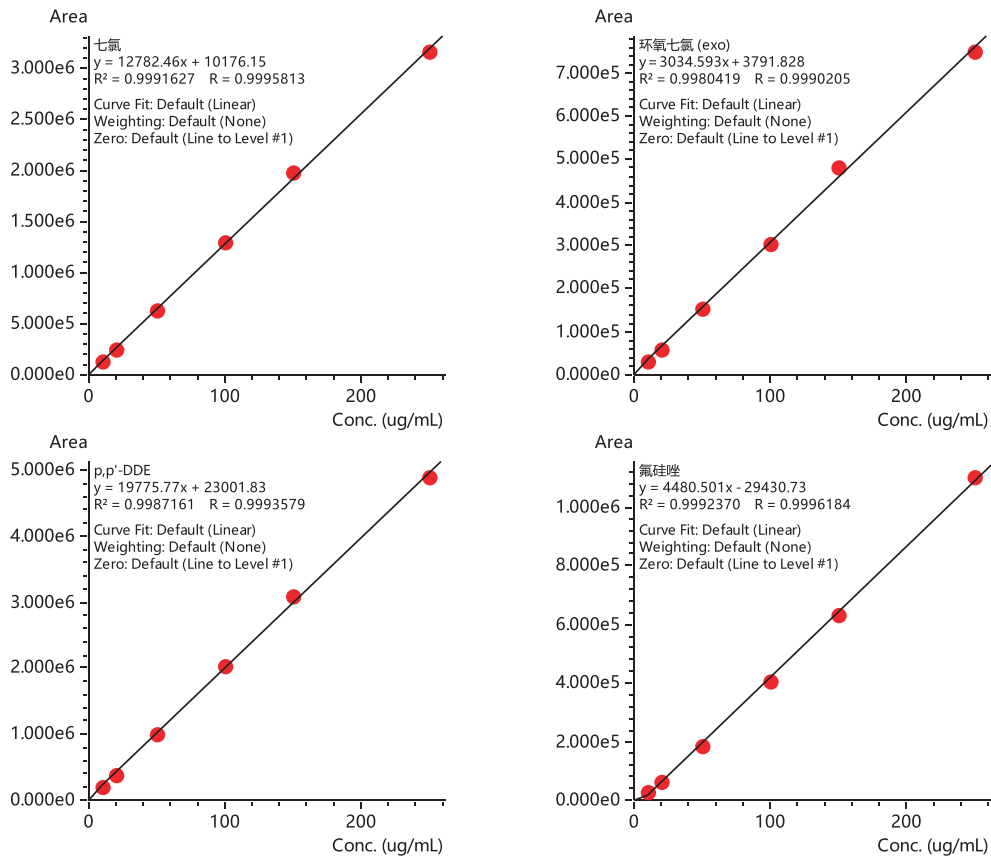 Area
七氯
y = 12782.46x + 10176.15
R² = 0.9991627 R = 0.9995813
Curve Fit: Default (Linear)
Weighting: Default (None)
Zero: Default (Line to Level #1)
3.000e6
2.500e6
2.000e6
1.500e6
1.000e6
5.000e5
0.000e0
0
100
200
Conc. (ug/mL)
Area
环氧七氯 (exo)
y = 3034.593x + 3791.828
R² = 0.9980419 R = 0.9990205
Curve Fit: Default (Linear)
Weighting: Default (None)
Zero: Default (Line to Level #1)
7.000e5
6.000e5
5.000e5
4.000e5
3.000e5
2.000e5
1.000e5
0.000e0
0
100
200
Conc. (ug/mL)
Area
p,p'-DDE
y = 19775.77x + 23001.83
R² = 0.9987161 R = 0.9993579
Curve Fit: Default (Linear)
Weighting: Default (None)
Zero: Default (Line to Level #1)
5.000e6
4.000e6
3.000e6
2.000e6
1.000e6
0.000e0
0
100
200
Conc. (ug/mL)
Area
氟硅唑
y = 4480.501x - 29430.73
R² = 0.9992370 R = 0.9996184
Curve Fit: Default (Linear)
Weighting: Default (None)
Zero: Default (Line to Level #1)
1.000e6
8.000e5
6.000e5
4.000e5
2.000e5
0.000e0
0
100
200
Conc. (ug/mL)